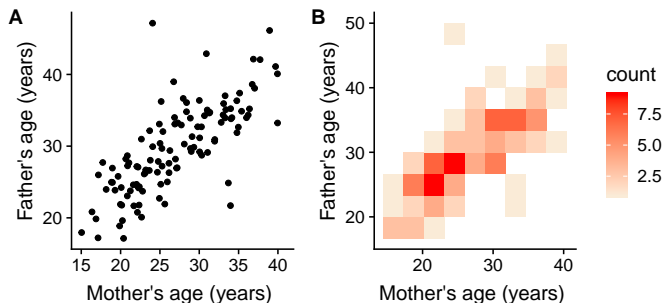 A
Father's age (years)
40
30
20
15 20 25 30 35 40
Mother's age (years)
B
Father's age (years)
50
40
30
20
20 30 40
Mother's age (years)
count
7.5
5.0
2.5